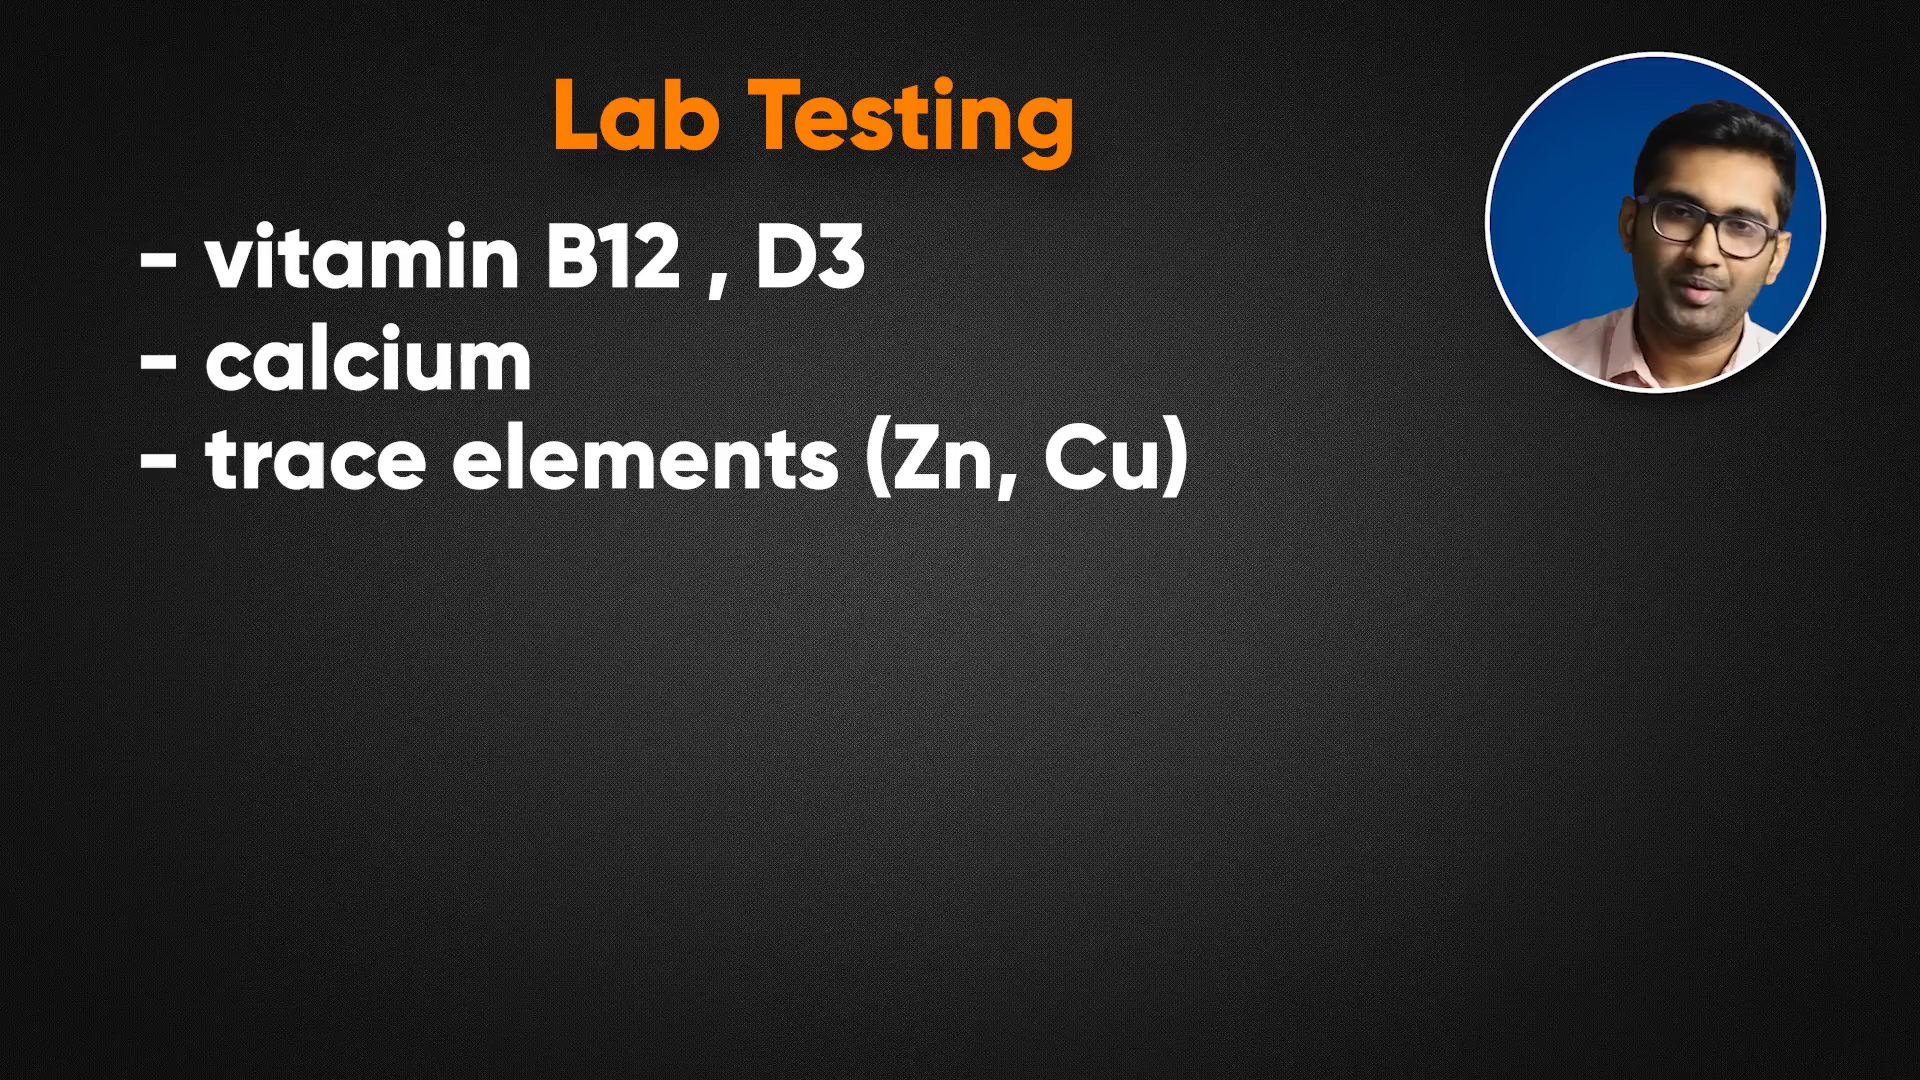 Lab Testing
- vitamin B12 , D3
- calcium
- trace elements (Zn, Cu)